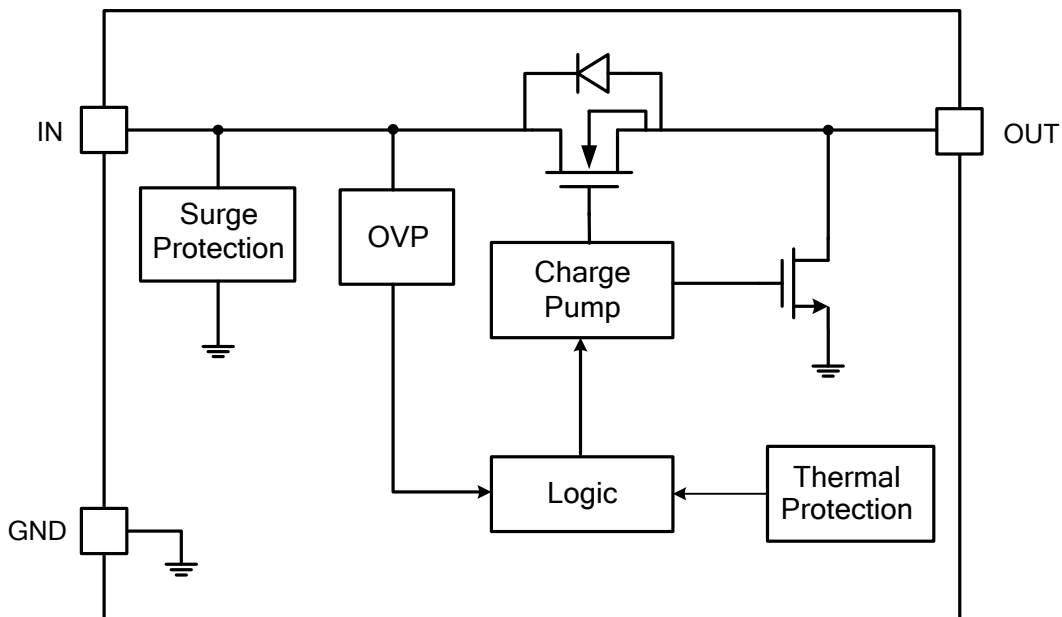 IN
OUT
Surge
Protection
OVP
Charge
Pump
Logic
Thermal
Protection
GND